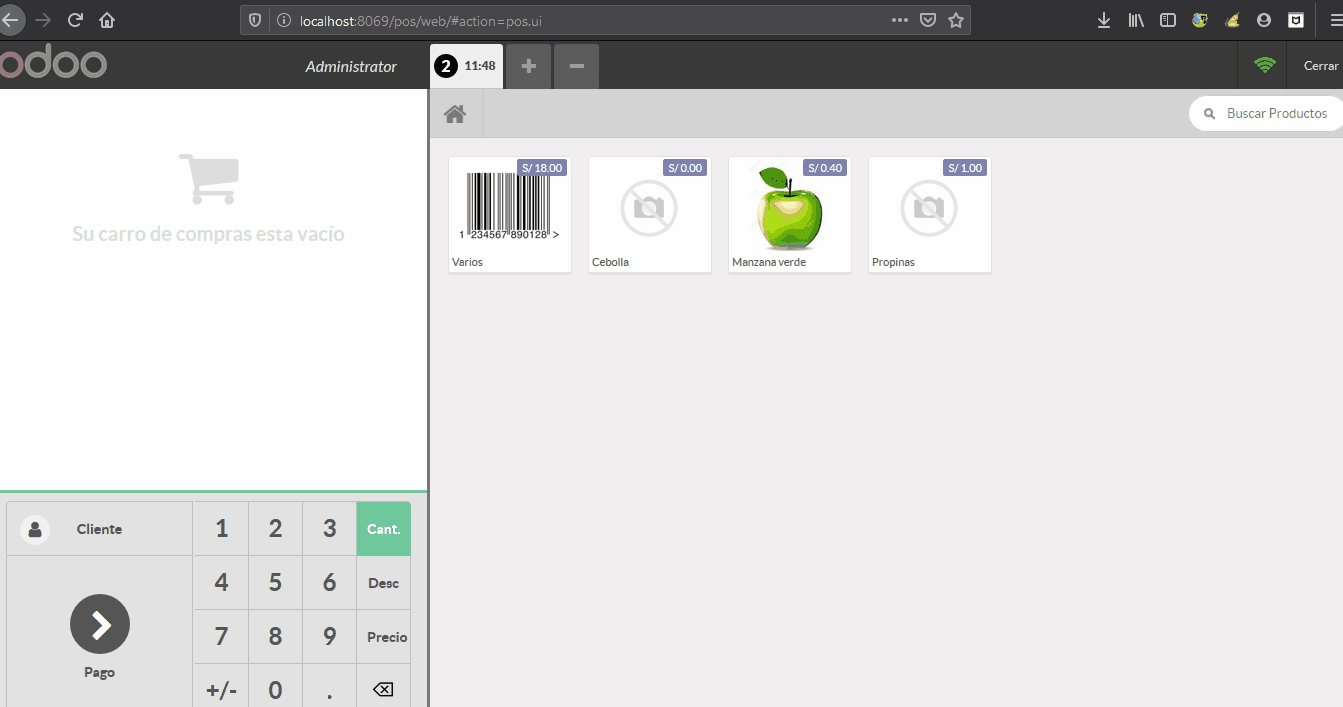 localhost:8069/pos/web/#action=pos.ui
odoo
Administrator
2 11:48
Cerrar
Buscar Productos
Su carro de compras esta vacío
S/ 18.00
1 234567 890128 >
Varios
S/ 0.00
Cebolla
S/ 0.40
Manzana verde
S/ 1.00
Propinas
Cliente
1 2 3 Cant.
4 5 6 Desc
7 8 9 Precio
+/- 0 .
Pago